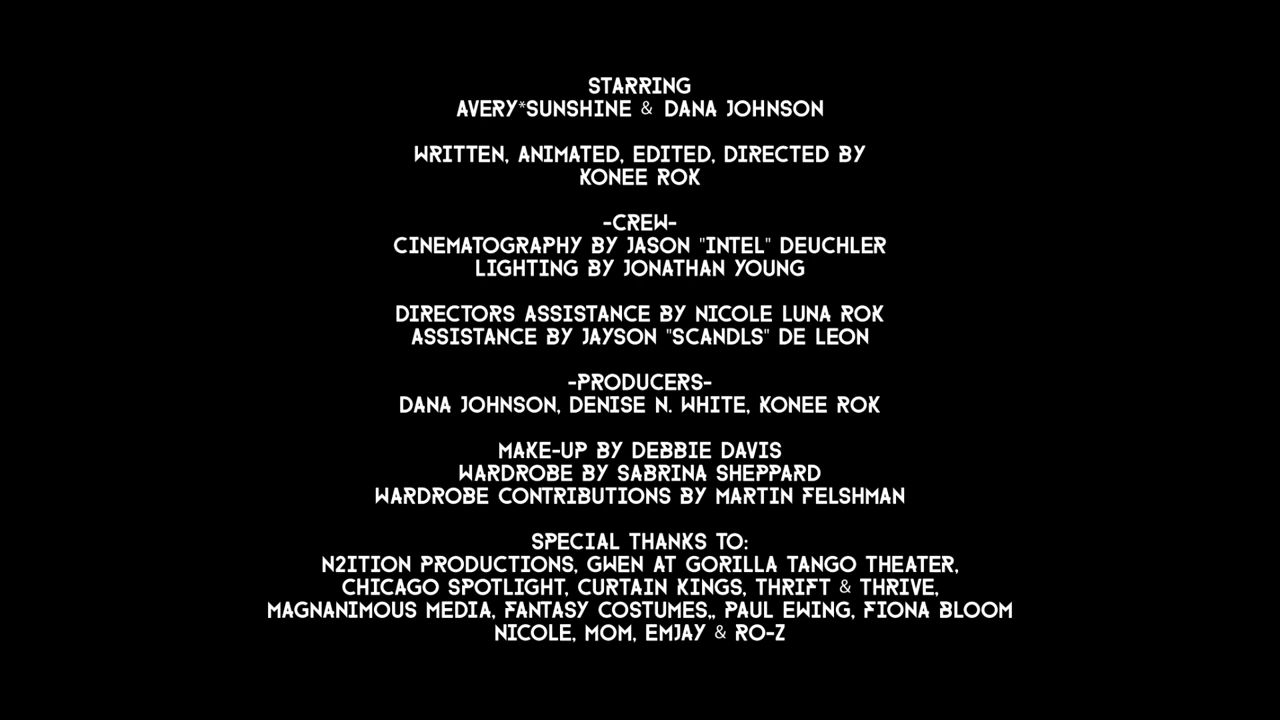 STARRING
AVERY*SUNSHINE & DANA JOHNSON
WRITTEN, ANIMATED, EDITED, DIRECTED BY
KONEE ROK
-CREW-
CINEMATOGRAPHY BY JASON "INTEL" DEUCHLER
LIGHTING BY JONATHAN YOUNG
DIRECTORS ASSISTANCE BY NICOLE LUNA ROK
ASSISTANCE BY JAYSON "SCANDLS" DE LEON
-PRODUCERS-
DANA JOHNSON, DENISE N. WHITE, KONEE ROK
MAKE-UP BY DEBBIE DAVIS
WARDROBE BY SABRINA SHEPPARD
WARDROBE CONTRIBUTIONS BY MARTIN FELSHMAN
SPECIAL THANKS TO:
N2ITION PRODUCTIONS, GWEN AT GORILLA TANGO THEATER,
CHICAGO SPOTLIGHT, CURTAIN KINGS, THRIFT & THRIVE,
MAGNANIMOUS MEDIA, FANTASY COSTUMES,, PAUL EWING, FIONA BLOOM
NICOLE, MOM, EMJAY & RO-Z